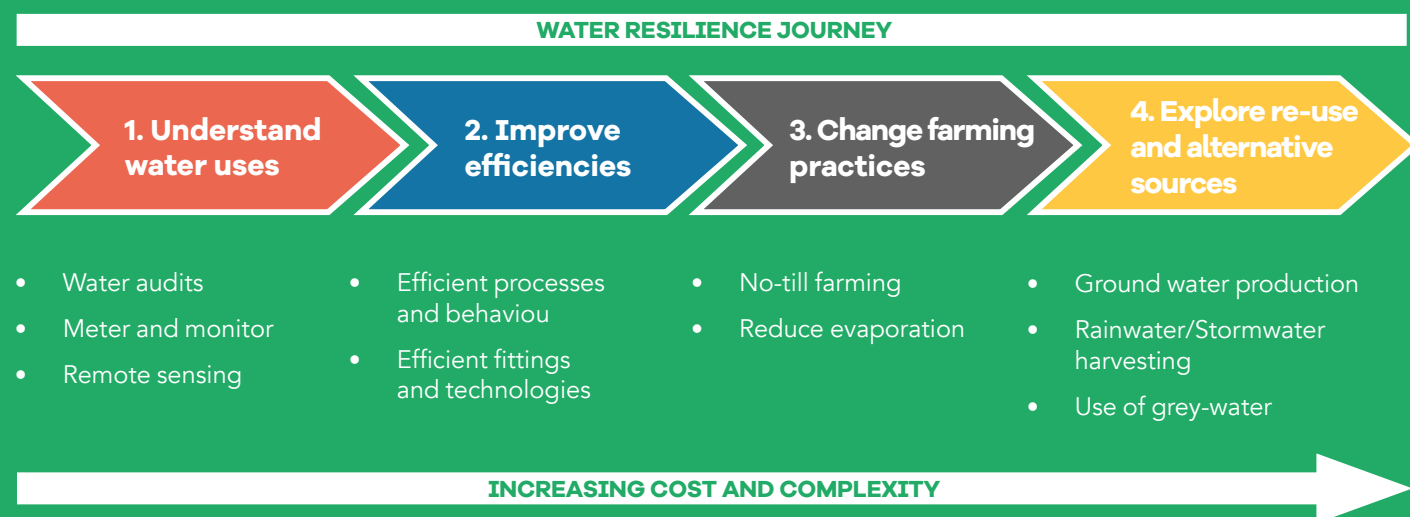 WATER RESILIENCE JOURNEY
1. Understand
water uses
2. Improve
efficiencies
3. Change farming
practices
4. Explore re-use
and alternative
sources
• Water audits
• Meter and monitor
• Remote sensing
• Efficient processes
and behaviou
• Efficient fittings
and technologies
• No-till farming
• Reduce evaporation
• Ground water production
• Rainwater/Stormwater
harvesting
• Use of grey-water
INCREASING COST AND COMPLEXITY